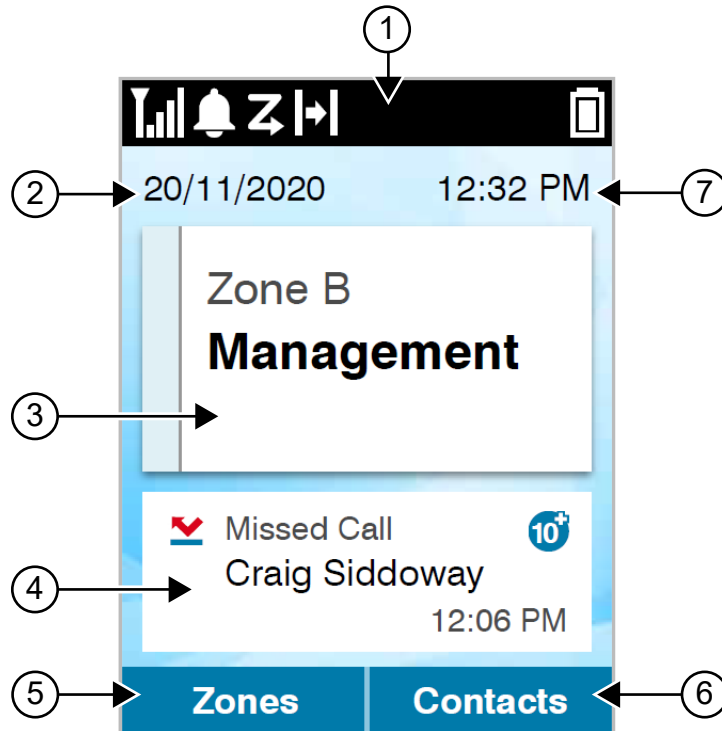 1
2
20/11/2020
12:32 PM
7
Zone B
Management
3
Missed Call
10+
Craig Siddoway
4
12:06 PM
5
Zones
Contacts
6